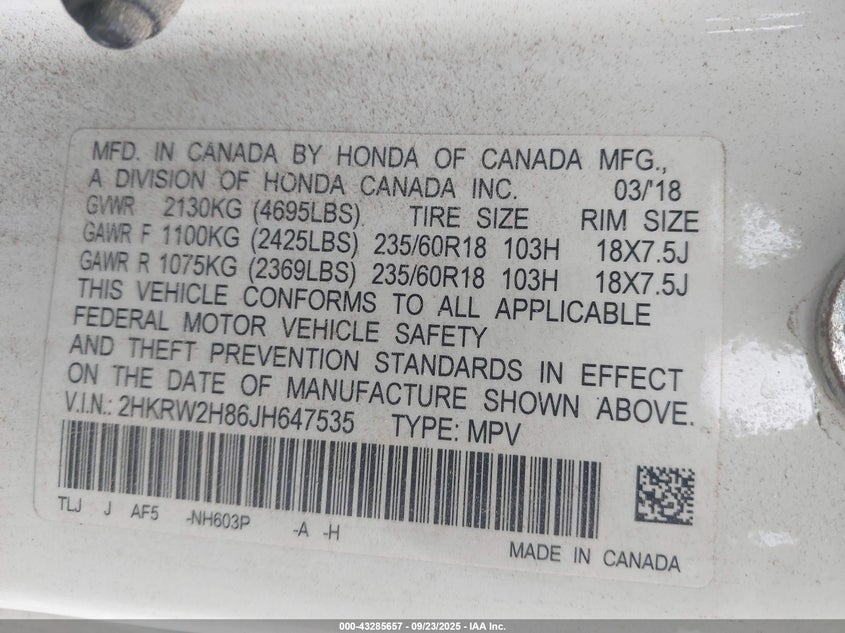 MFD. IN CANADA BY HONDA OF CANADA MFG.,
A DIVISION OF HONDA CANADA INC. 03/'18
GVWR 2130KG (4695LBS) TIRE SIZE RIM SIZE
GAWR F 1100KG (2425LBS) 235/60R18 103H 18X7.5J
GAWR R 1075KG (2369LBS) 235/60R18 103H 18X7.5J
THIS VEHICLE CONFORMS TO ALL APPLICABLE
FEDERAL MOTOR VEHICLE SAFETY
AND THEFT PREVENTION STANDARDS IN EFFECT
ON THE DATE OF MANUFACTURE SHOWN ABOVE.
V.I.N.: 2HKRW2H86JH647535 TYPE: MPV
TLJ J AF5 -NH603P -A -H
MADE IN CANADA
000-43285657 - 09/23/2025 - IAA Inc.